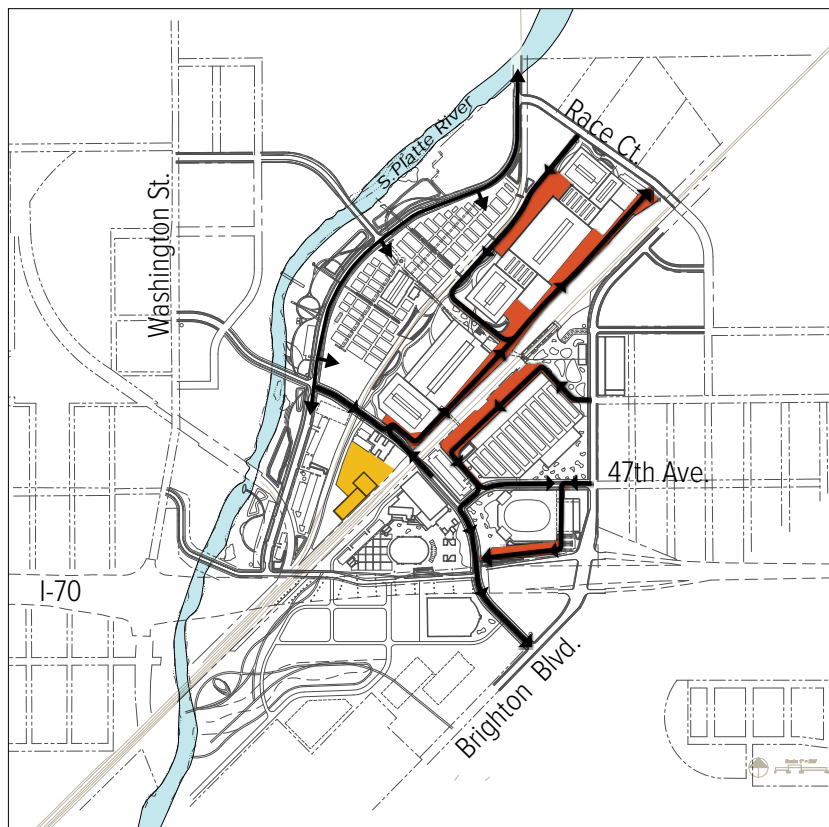 Race Ct.
S. Platte River
Washington St.
47th Ave.
I-70
Brighton Blvd.